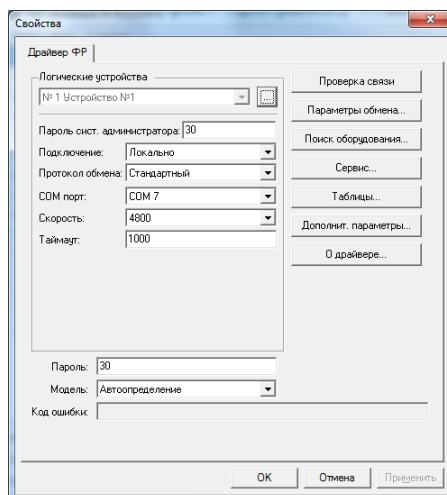 Свойства
Драйвер ФР
Логические устройства
№ 1 Устройство №1
...
Пароль сист. администратора: 30
Подключение: Локально
Протокол обмена: Стандартный
COM порт: COM 7
Скорость: 4800
Таймаут: 1000
Проверка связи
Параметры обмена...
Поиск оборудования...
Сервис...
Таблицы...
Дополнит. параметры...
О драйвере...
Пароль: 30
Модель: Автоопределение
Код ошибки:
OK
Отмена
Применить